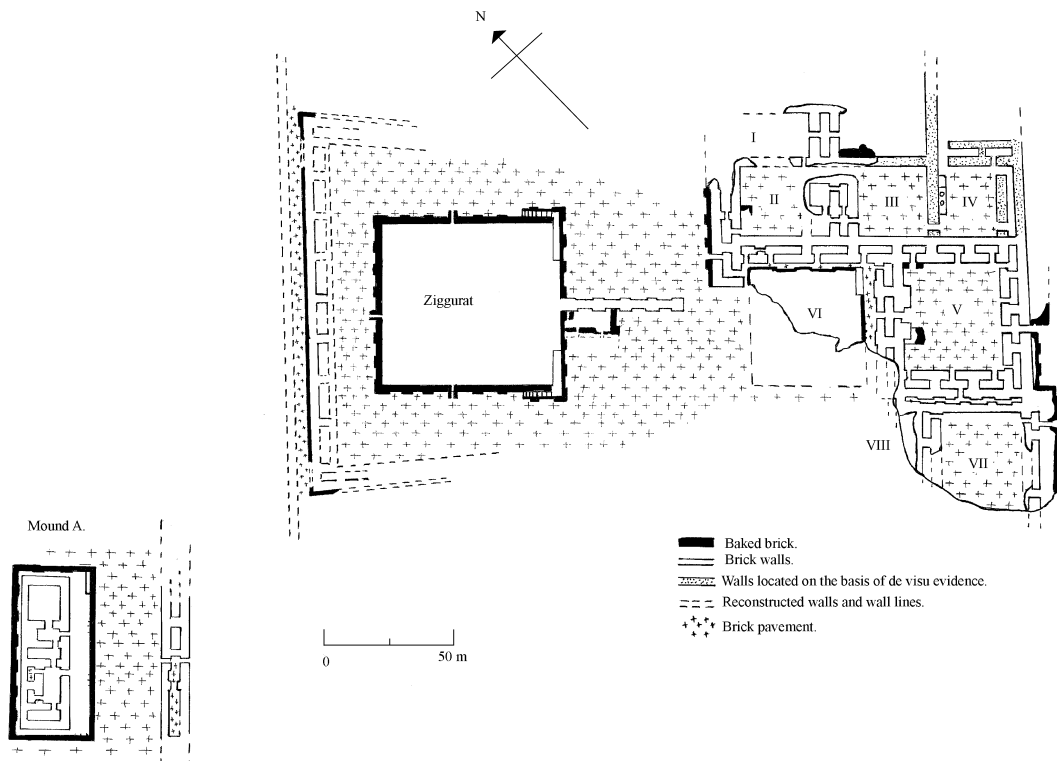 N
I
II
III
IV
Ziggurat
VI
V
VIII
VII
Mound A.
Baked brick.
Brick walls.
Walls located on the basis of de visu evidence.
Reconstructed walls and wall lines.
Brick pavement.
0
50 m